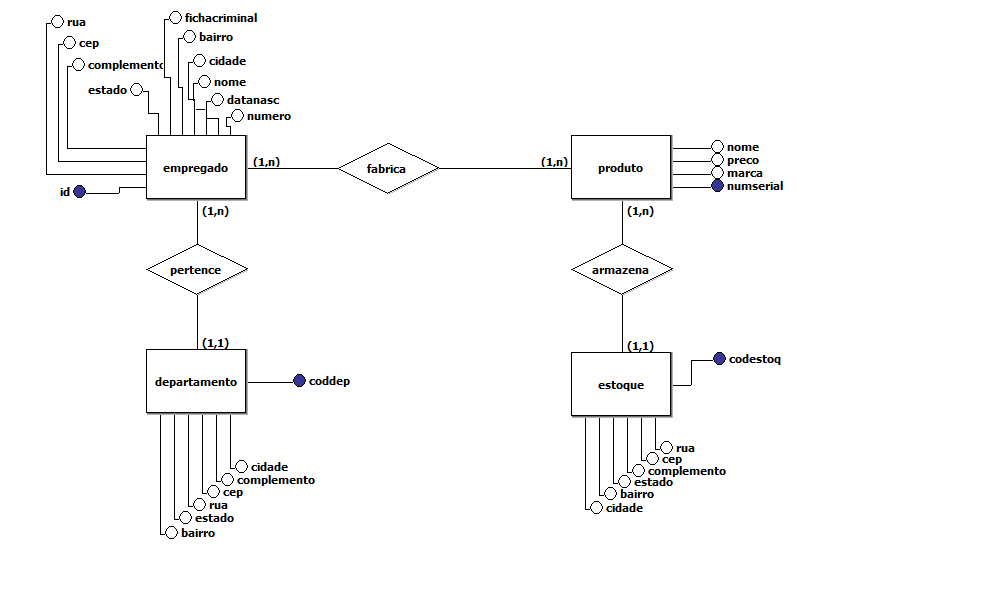 fichacriminal
rua
bairro
cep
cidade
complemento
nome
estado
datanasc
numero
empregado
id
(1,n)
fabrica
(1,n)
produto
nome
preco
marca
numserial
(1,n)
pertence
(1,1)
departamento
coddep
cidade
complemento
cep
rua
estado
bairro
(1,n)
armazena
(1,1)
estoque
codestoq
rua
cep
complemento
estado
bairro
cidade